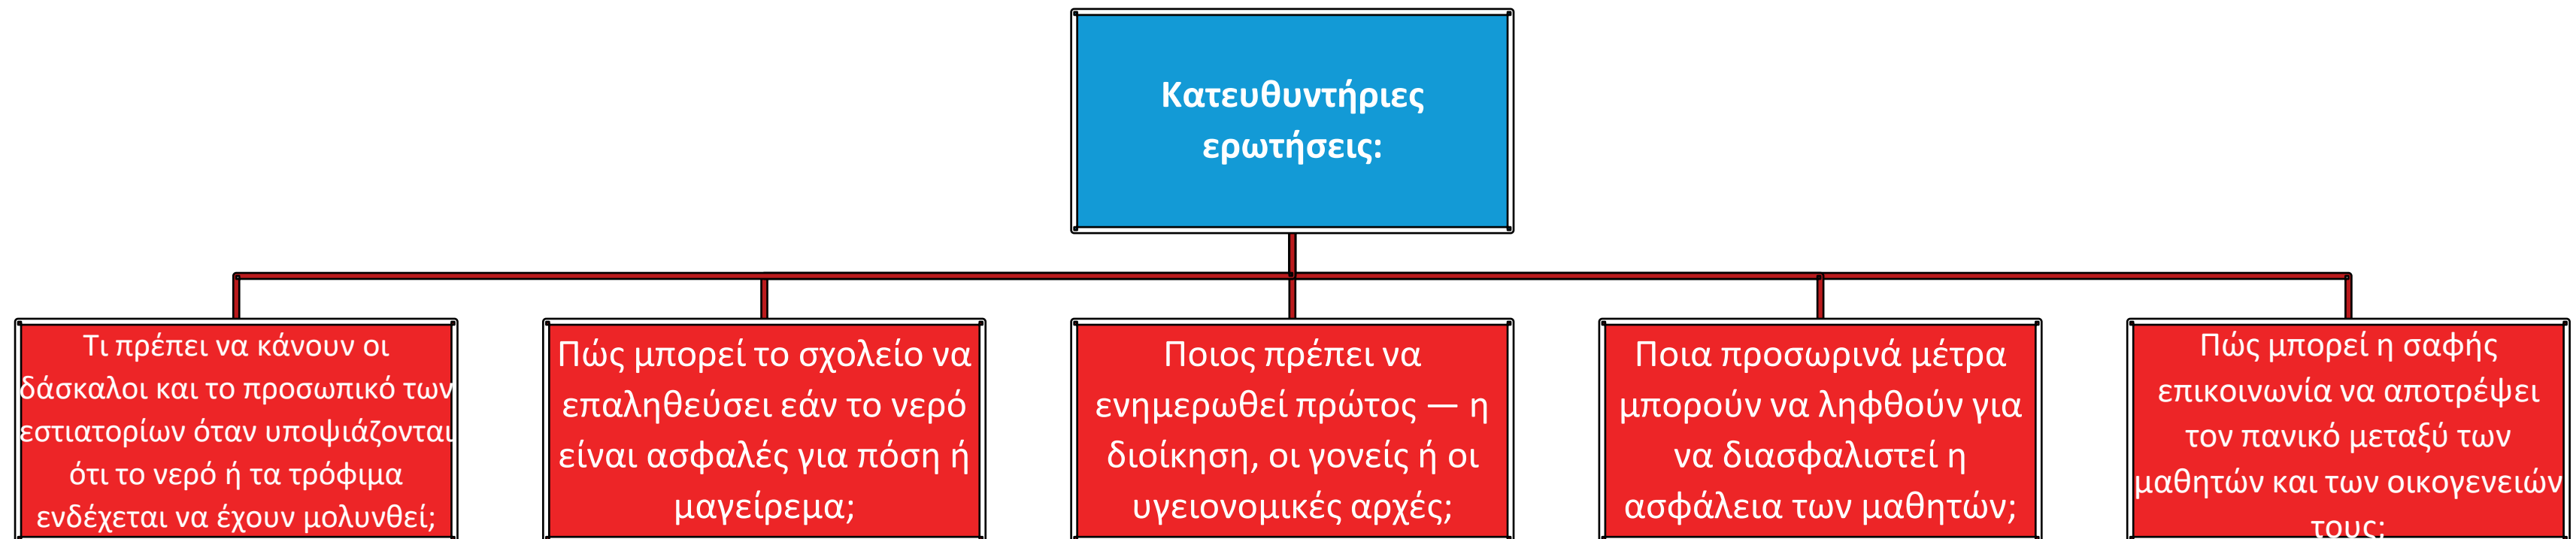 Κατευθυντήριες
ερωτήσεις:
Τι πρέπει να κάνουν οι
δάσκαλοι και το προσωπικό των
εστιατορίων όταν υποψιάζονται
ότι το νερό ή τα τρόφιμα
ενδέχεται να έχουν μολυνθεί;
Πώς μπορεί το σχολείο να
επαληθεύσει εάν το νερό
είναι ασφαλές για πόση ή
μαγείρεμα;
Ποιος πρέπει να
ενημερωθεί πρώτος — η
διοίκηση, οι γονείς ή οι
υγειονομικές αρχές;
Ποια προσωρινά μέτρα
μπορούν να ληφθούν για
να διασφαλιστεί η
ασφάλεια των μαθητών;
Πώς μπορεί η σαφής
επικοινωνία να αποτρέψει
τον πανικό μεταξύ των
μαθητών και των οικογενειών
τους;